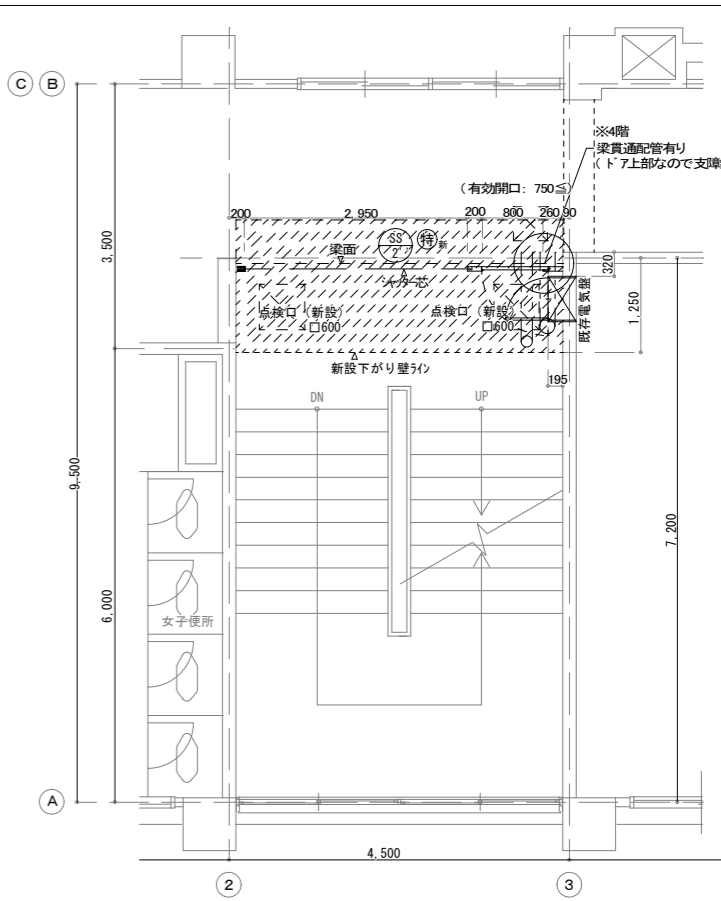 C B
※4階
梁貫通配管有り
(ドア上部なので支障
(有効開口: 750≦)
200 2,950 200 800 260 90
SS
2
特
新
梁面
シャッター芯
320
3,500
点検口(新設)
□600
点検口(新設)
□600
既存電気盤
1,250
新設下がり壁ライン
195
DN
UP
9,500
7,200
6,000
女子便所
A
4,500
2
3